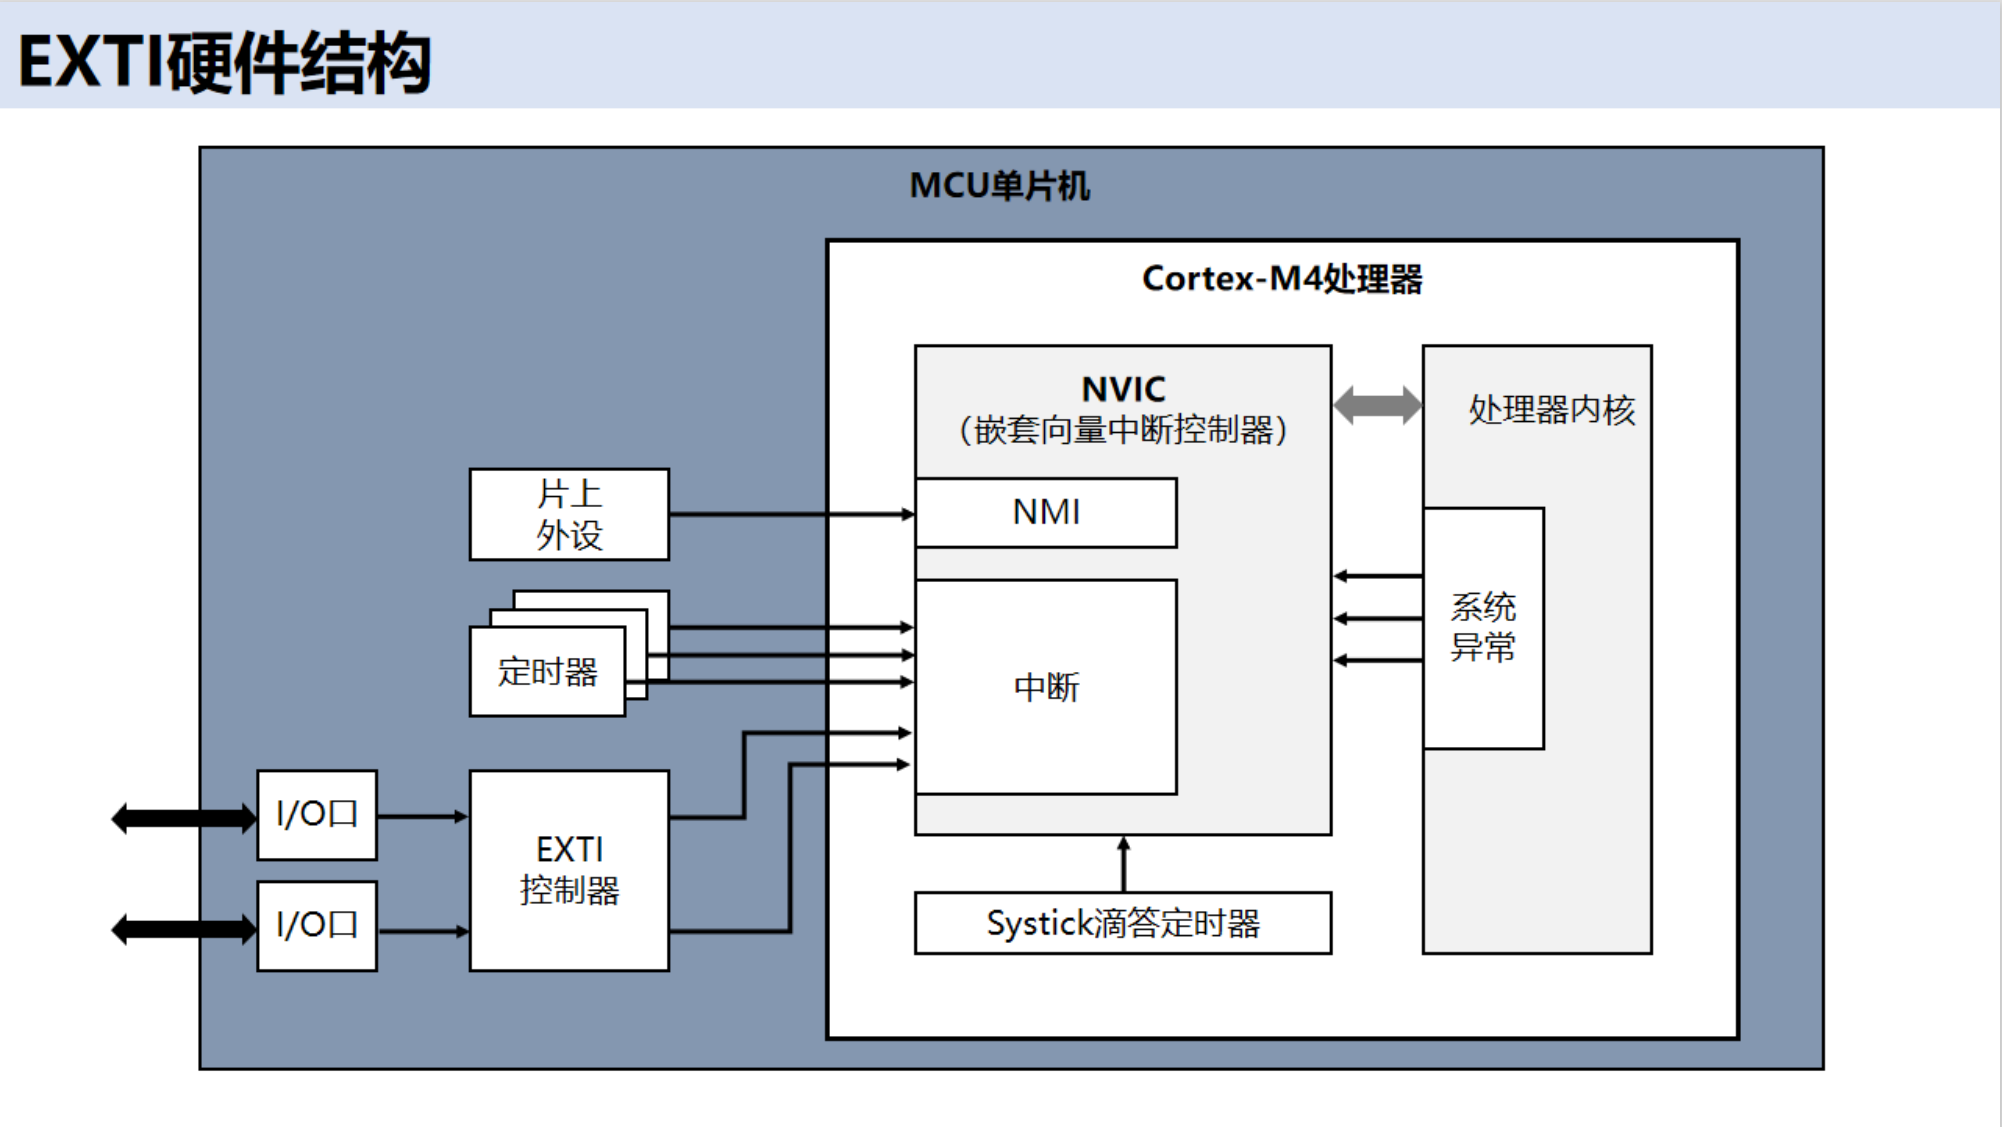 EXTI硬件结构
MCU单片机
Cortex-M4处理器
NVIC
（嵌套向量中断控制器）
处理器内核
片上
外设
NMI
定时器
中断
系统
异常
I/O口
I/O口
EXTI
控制器
Systick滴答定时器